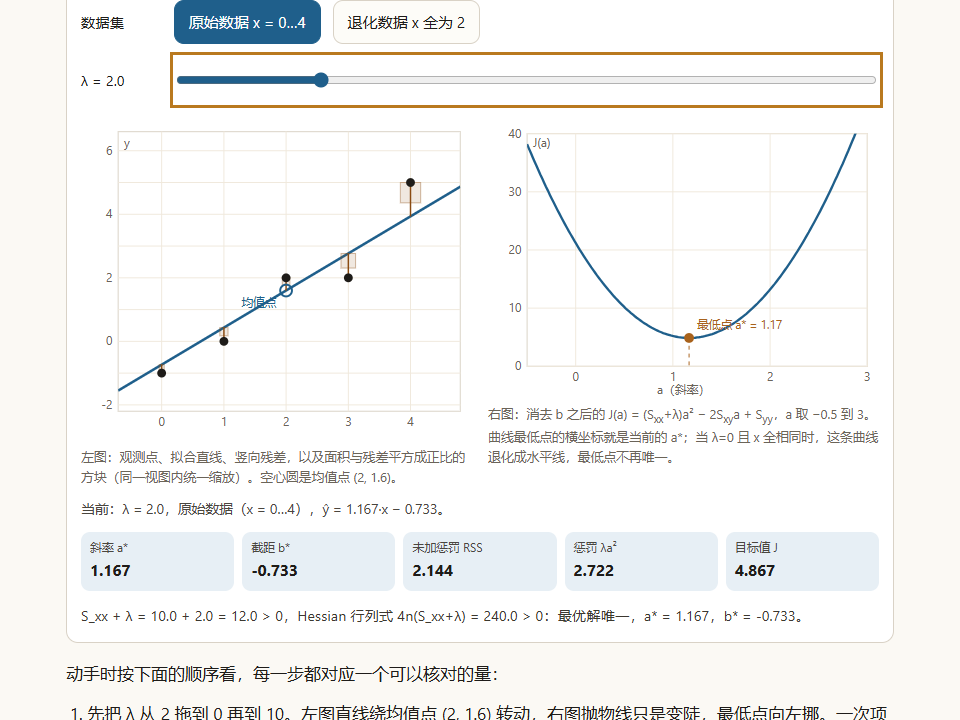 数据集
原始数据 x = 0…4
退化数据 x 全为 2
λ = 2.0
y
6
4
2
0
-2
0
1
2
3
4
均值点
J(a)
40
30
20
10
0
0
1
2
3
最低点 a* = 1.17
a（斜率）
左图：观测点、拟合直线、竖向残差，以及面积与残差平方成正比的
方块（同一视图内统一缩放）。空心圆是均值点 (2, 1.6)。
右图：消去 b 之后的 J(a) = (Sxx+λ)a² − 2Sxya + Syy，a 取 −0.5 到 3。
曲线最低点的横坐标就是当前的 a*；当 λ=0 且 x 全相同时，这条曲线
退化成水平线，最低点不再唯一。
当前：λ = 2.0，原始数据（x = 0…4），ŷ = 1.167·x − 0.733。
斜率 a*
1.167
截距 b*
-0.733
未加惩罚 RSS
2.144
惩罚 λa²
2.722
目标值 J
4.867
S_xx + λ = 10.0 + 2.0 = 12.0 > 0，Hessian 行列式 4n(S_xx+λ) = 240.0 > 0：最优解唯一，a* = 1.167，b* = -0.733。
动手时按下面的顺序看，每一步都对应一个可以核对的量：
1. 先把 λ 从 2 拖到 0 再到 10。左图直线绕均值点 (2, 1.6) 转动，右图抛物线只是变陡，最低点向左挪。一次项